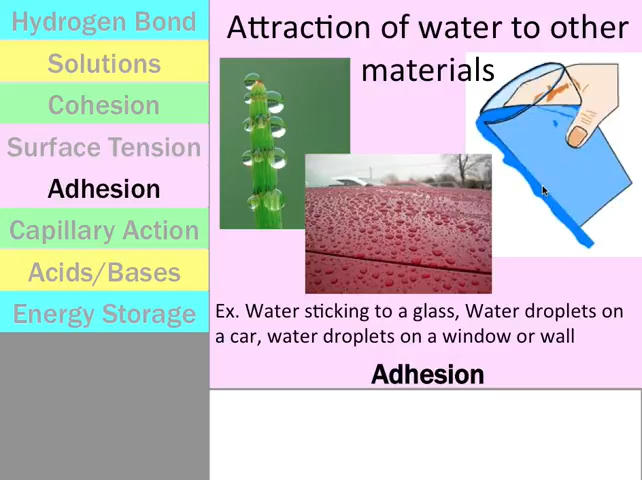 Hydrogen Bond
Solutions
Cohesion
Surface Tension
Adhesion
Capillary Action
Acids/Bases
Energy Storage
Attraction of water to other
materials
Ex. Water sticking to a glass, Water droplets on
a car, water droplets on a window or wall
Adhesion